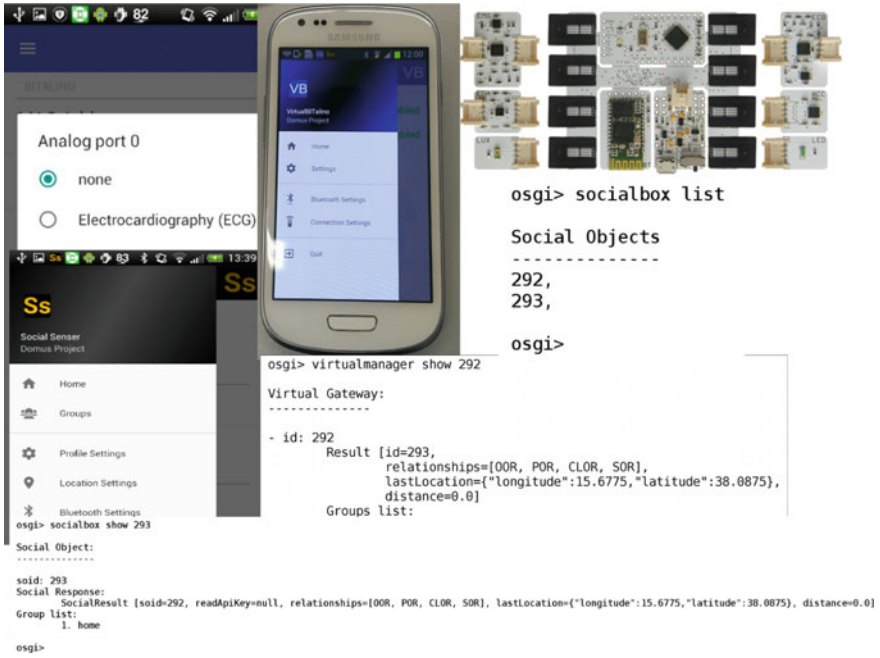 82
BITALINO
Analog port 0
none
Electrocardiography (ECG)
SAMSUNG
12:00
VB
VB
VirtualBITalino
Domus Project
Home
Settings
Bluetooth Settings
Connection Settings
Quit
EMG
LUX
LED
osgi> socialbox list
Social Objects
--------------
292,
293,
osgi>
Ss
83
13:39
Ss
Ss
Social Senser
Domus Project
Home
Groups
Profile Settings
Location Settings
Bluetooth Settings
osgi> virtualmanager show 292
Virtual Gateway:
--------------
- id: 292
Result [id=293,
relationships=[OOR, POR, CLOR, SOR],
lastLocation={"longitude":15.6775,"latitude":38.0875},
distance=0.0]
Groups list:
osgi> socialbox show 293
Social Object:
--------------
soid: 293
Social Response:
SocialResult [soid=292, readApiKey=null, relationships=[OOR, POR, CLOR, SOR], lastLocation={"longitude":15.6775,"latitude":38.0875}, distance=0.0]
Group list:
1. home
osgi>